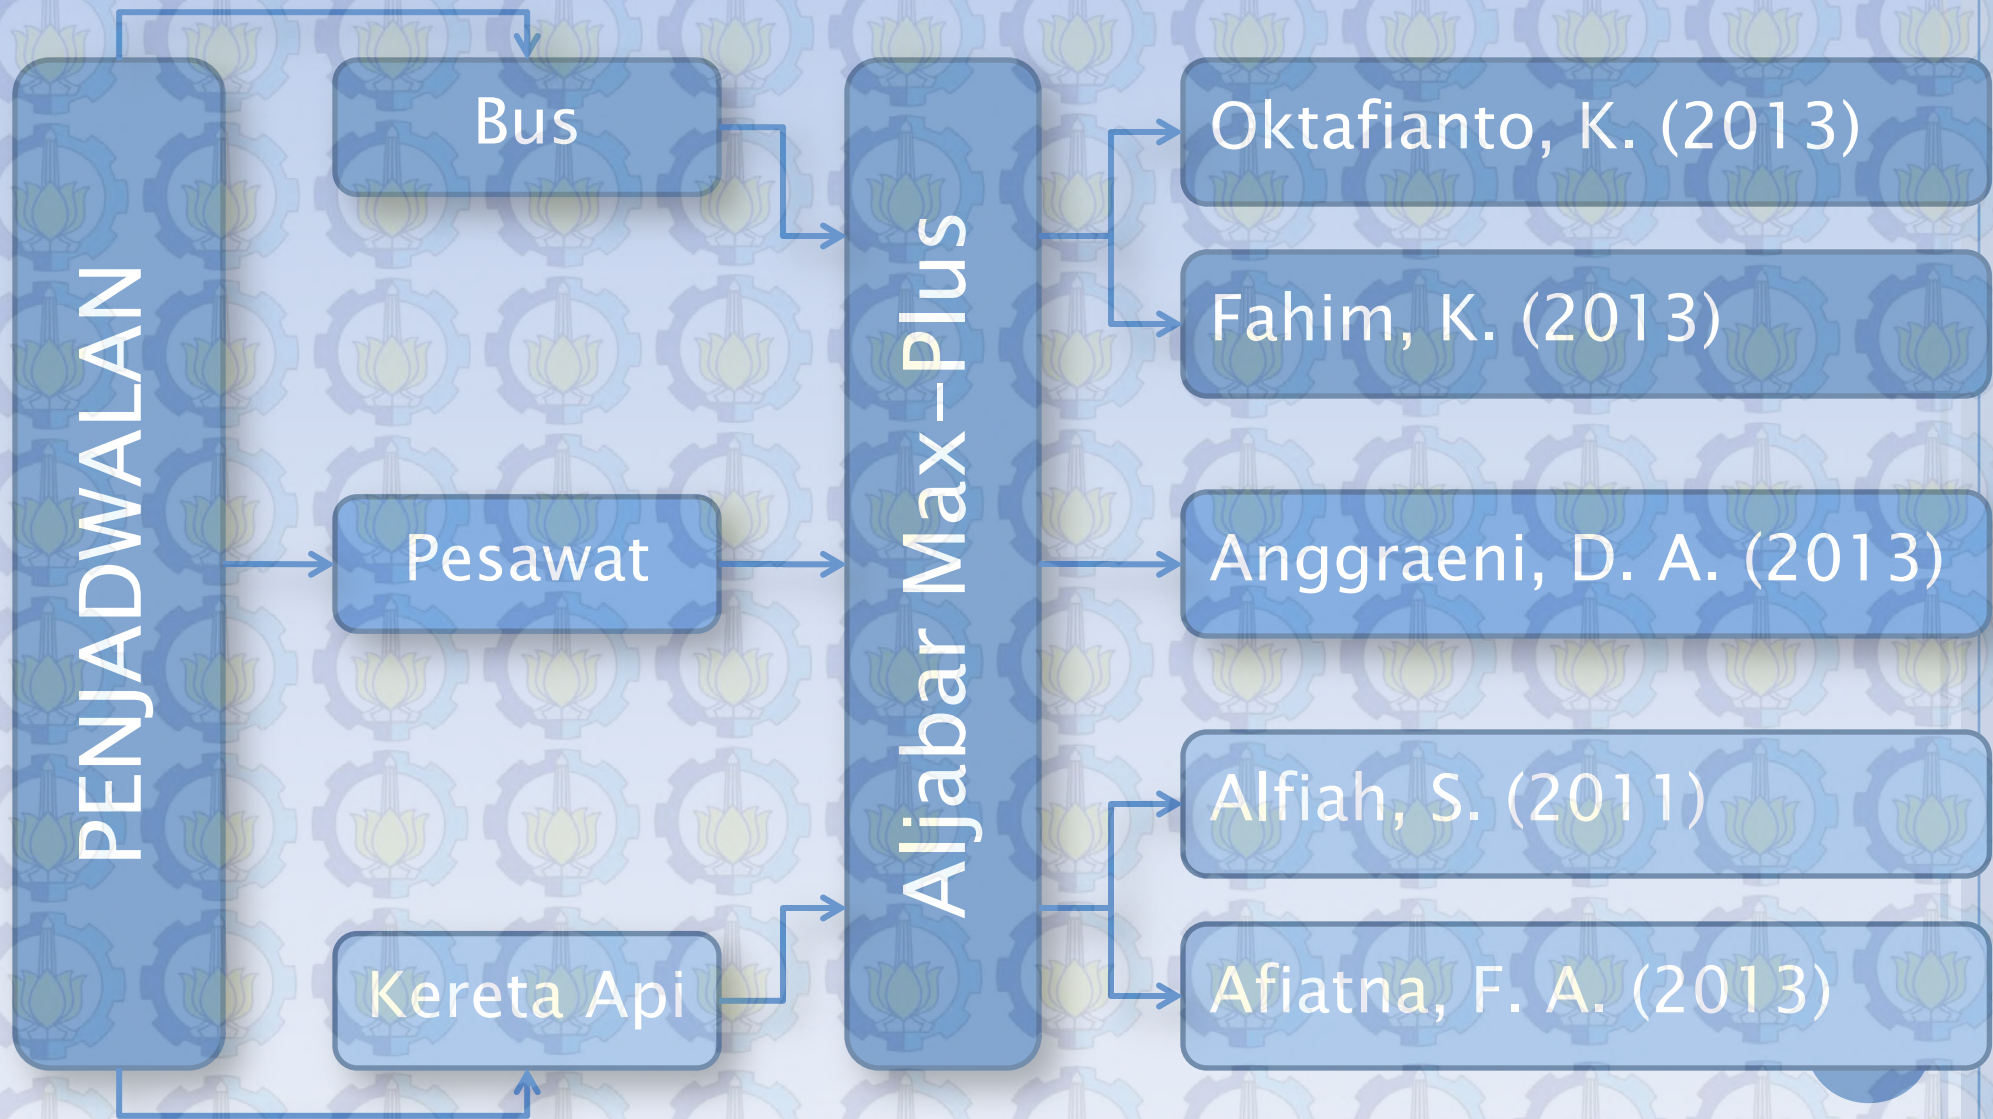 PENJADWALAN
Bus
Pesawat
Kereta Api
Aljabar Max-Plus
Oktafianto, K. (2013)
Fahim, K. (2013)
Anggraeni, D. A. (2013)
Alfiah, S. (2011)
Afiatna, F. A. (2013)